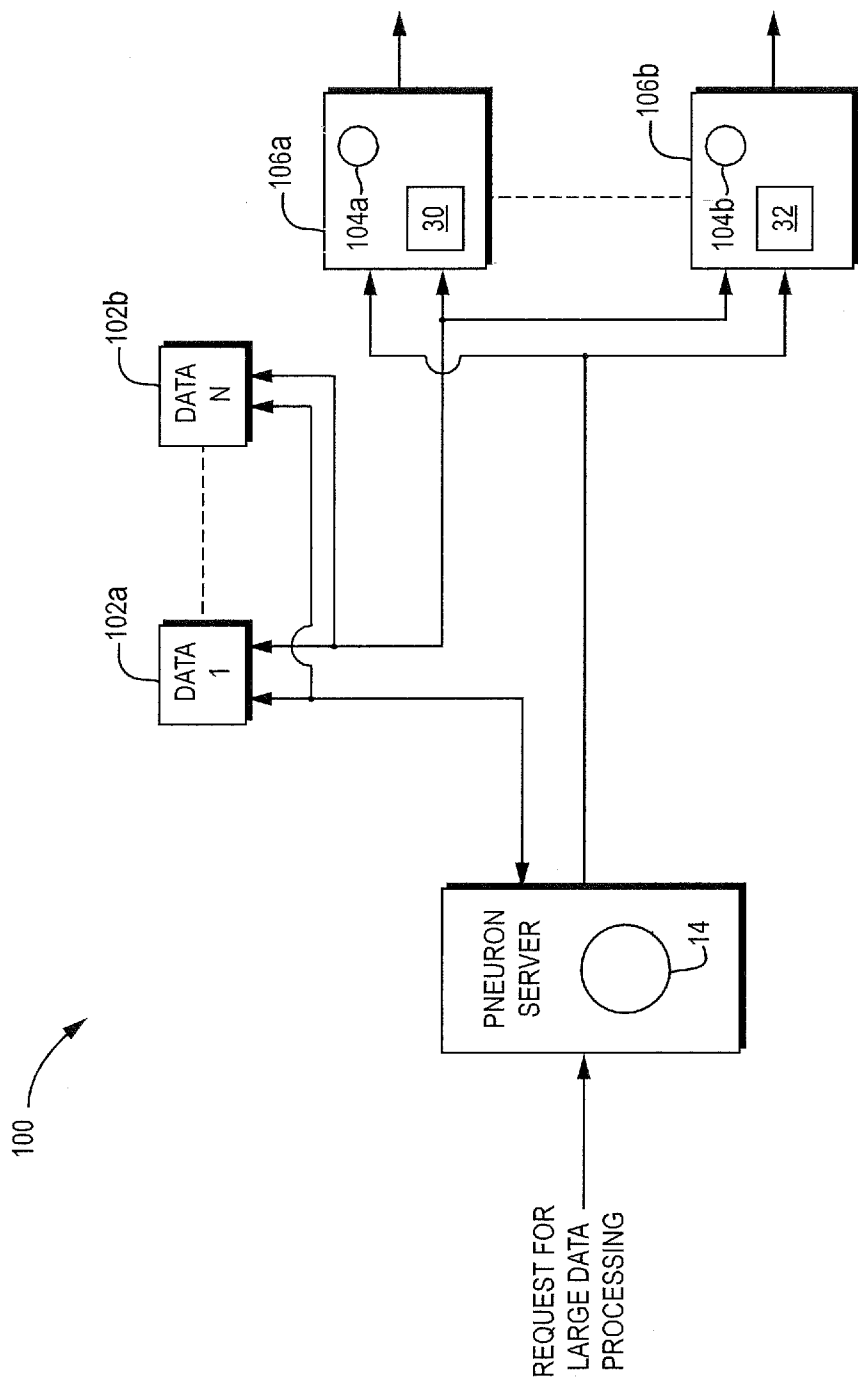 100
REQUEST FOR
LARGE DATA
PROCESSING
PNEURON
SERVER
14
102a
DATA
1
102b
DATA
N
106a
104a
30
106b
104b
32